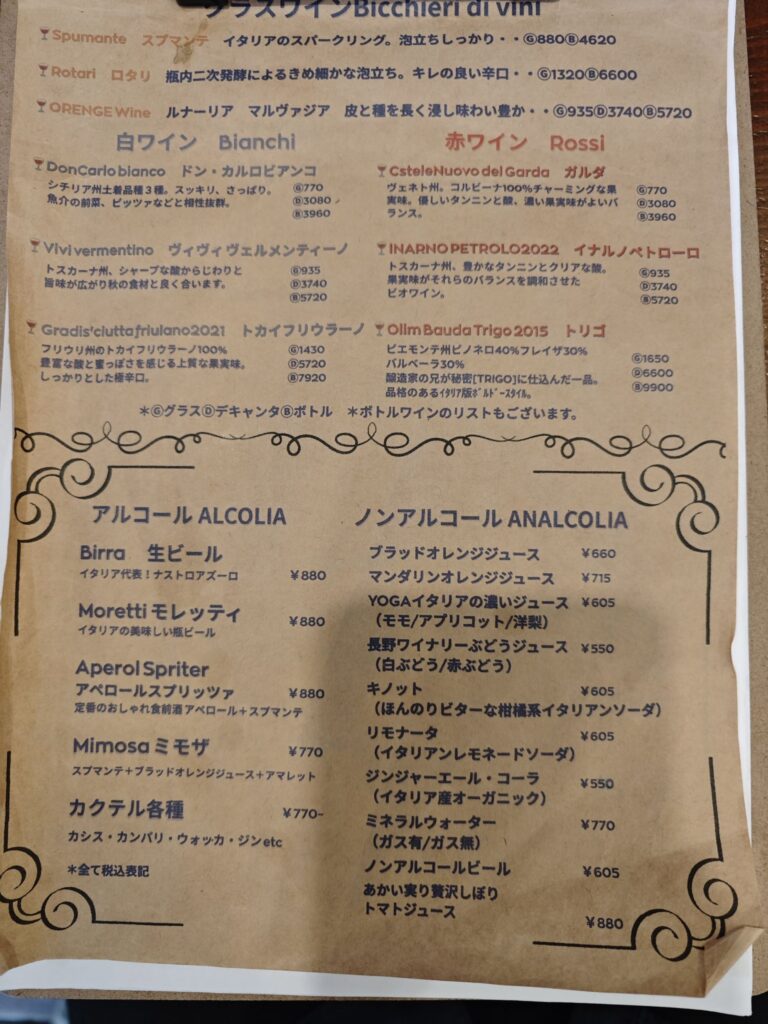 グラスワインBicchieri di vini
Spumante スプマンテ イタリアのスパークリング。泡立ちしっかり・・Ⓖ880Ⓑ4620
Rotari ロタリ 瓶内二次発酵によるきめ細かな泡立ち。キレの良い辛口・・Ⓖ1320Ⓑ6600
ORENGE Wine ルナーリア マルヴァジア 皮と種を長く浸し味わい豊か・・Ⓖ935Ⓓ3740Ⓑ5720
白ワイン Bianchi
DonCarlo bianco ドン・カルロビアンコ
シチリア州土着品種3種。スッキリ、さっぱり。
魚介の前菜、ピッツァなどと相性抜群。
Ⓖ770
Ⓓ3080
Ⓑ3960
Vivi vermentino ヴィヴィ ヴェルメンティーノ
トスカーナ州、シャープな酸からじわりと
旨味が広がり秋の食材と良く合います。
Ⓖ935
Ⓓ3740
Ⓑ5720
Gradis'ciutta friulano2021 トカイフリウラーノ
フリウリ州のトカイフリウラーノ100%
豊富な酸と蜜っぽさを感じる上質な果実味。
しっかりとした極辛口。
Ⓖ1430
Ⓓ5720
Ⓑ7920
赤ワイン Rossi
CsteleNuovo del Garda ガルダ
ヴェネト州。コルビーナ100%チャーミングな果
実味。優しいタンニンと酸、濃い果実味がよいバ
ランス。
Ⓖ770
Ⓓ3080
Ⓑ3960
INARNO PETROLO2022 イナルノペトローロ
トスカーナ州、豊かなタンニンとクリアな酸。
果実味がそれらのバランスを調和させた
ビオワイン。
Ⓖ935
Ⓓ3740
Ⓑ5720
Olim Bauda Trigo 2015 トリゴ
ピエモンテ州ピノネロ40%フレイザ30%
バルベーラ30%
醸造家の兄が秘密[TRIGO]に仕込んだ一品。
品格のあるｲﾀﾘｱ版ﾎﾞﾙﾄﾞｰｽﾀｲﾙ。
Ⓖ1650
Ⓓ6600
Ⓑ9900
＊ⒼグラスⒹデキャンタⒷボトル ＊ボトルワインのリストもございます。
アルコール ALCOLIA
Birra 生ビール
イタリア代表！ナストロアズーロ ¥880
Moretti モレッティ
イタリアの美味しい瓶ビール ¥880
Aperol Spriter
アペロールスプリッツァ ¥880
定番のおしゃれ食前酒 アペロール＋スプマンテ
Mimosa ミモザ ¥770
スプマンテ＋ブラッドオレンジジュース＋アマレット
カクテル各種 ¥770~
カシス・カンパリ・ウォッカ・ジン etc
＊全て税込表記
ノンアルコール ANALCOLIA
ブラッドオレンジジュース ¥660
マンダリンオレンジジュース ¥715
YOGAイタリアの濃いジュース ¥605
（モモ/アプリコット/洋梨）
長野ワイナリーぶどうジュース ¥550
（白ぶどう/赤ぶどう）
キノット ¥605
（ほんのりビターな柑橘系イタリアンソーダ）
リモナータ ¥605
（イタリアンレモネードソーダ）
ジンジャーエール・コーラ ¥550
（イタリア産オーガニック）
ミネラルウォーター ¥770
（ガス有/ガス無）
ノンアルコールビール ¥605
あかい実り贅沢しぼり
トマトジュース ¥880